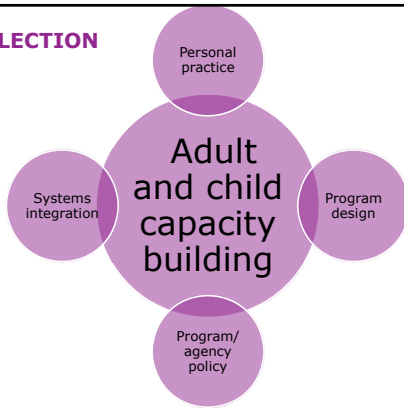 LECTION
Personal
practice
Adult
and child
capacity
building
Systems
integration
Program
design
Program/
agency
policy